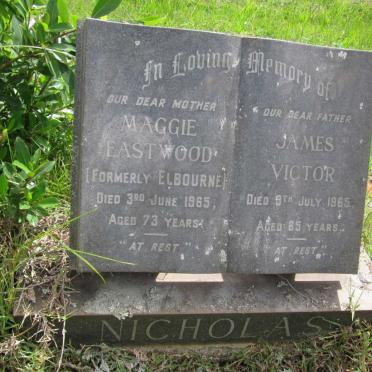 In Loving Memory of
OUR DEAR MOTHER
MAGGIE
EASTWOOD
(FORMERLY ELBOURNE)
DIED 3RD JUNE 1965,
AGED 73 YEARS.
"AT REST"
OUR DEAR FATHER
JAMES
VICTOR
DIED 9TH JULY 1965,
AGED 65 YEARS.
"AT REST"
NICHOLAS